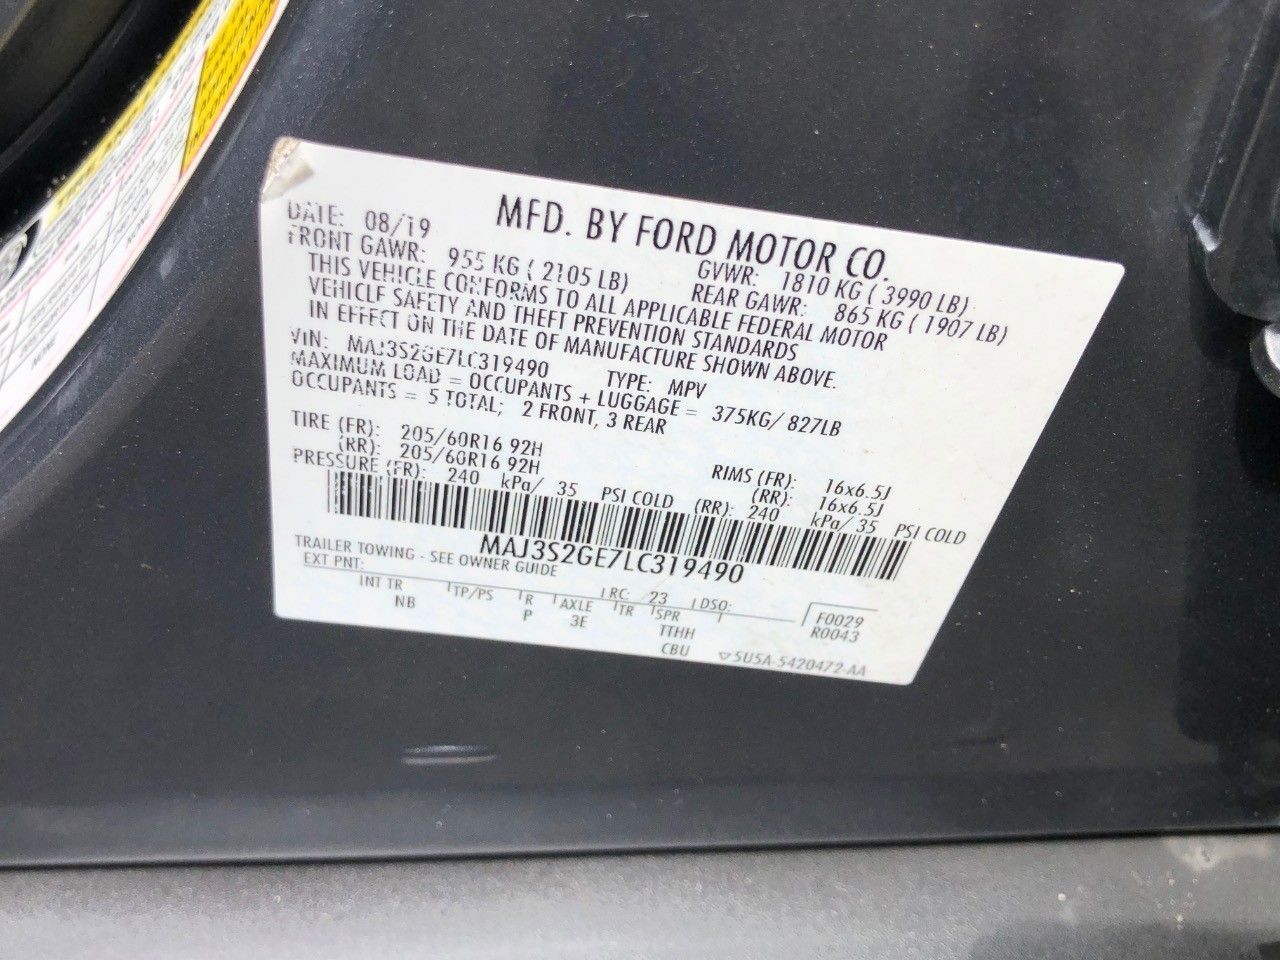 MFD. BY FORD MOTOR CO.
DATE: 08/19 GVWR: 1810 KG ( 3990 LB)
FRONT GAWR: 955 KG ( 2105 LB) REAR GAWR: 865 KG ( 1907 LB)
THIS VEHICLE CONFORMS TO ALL APPLICABLE FEDERAL MOTOR
VEHICLE SAFETY AND THEFT PREVENTION STANDARDS
IN EFFECT ON THE DATE OF MANUFACTURE SHOWN ABOVE.
VIN: MAJ3S2GE7LC319490 TYPE: MPV
MAXIMUM LOAD = OCCUPANTS + LUGGAGE = 375KG/ 827LB
OCCUPANTS = 5 TOTAL; 2 FRONT, 3 REAR
TIRE (FR): 205/60R16 92H RIMS (FR): 16x6.5J
(RR): 205/60R16 92H (RR): 16x6.5J
PRESSURE (FR): 240 kPa/ 35 PSI COLD (RR): 240 kPa/ 35 PSI COLD
MAJ3S2GE7LC319490
TRAILER TOWING - SEE OWNER GUIDE
EXT PNT: RC: 23 DSO:
INT TR TP/PS R AXLE TR SPR F0029
NB P 3E TTHH R0043
CBU ▽5U5A-5420472-AA